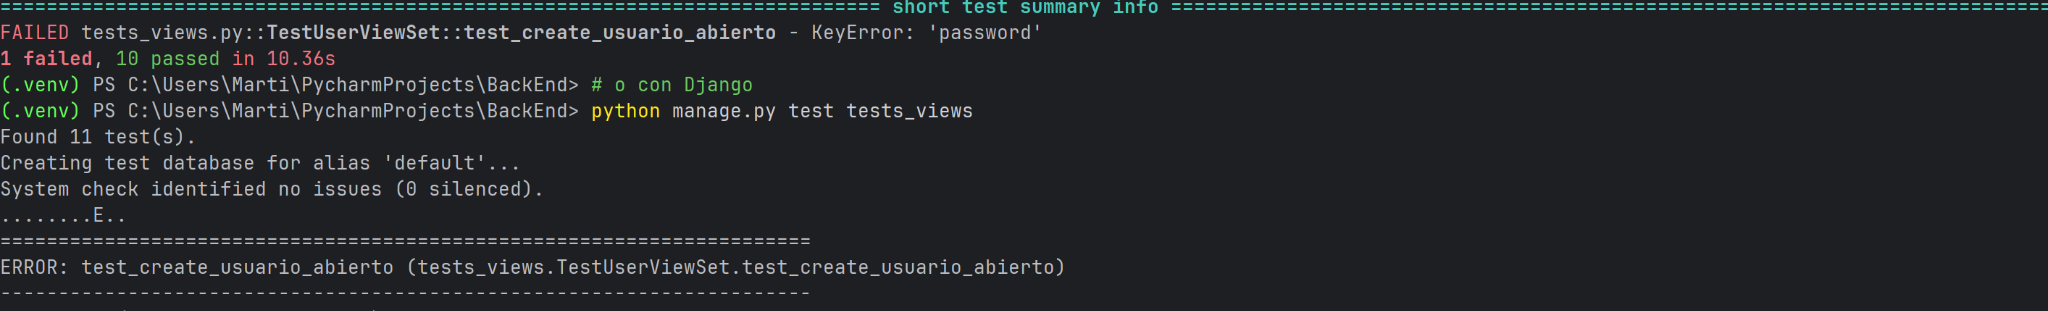 =========================================================================== short test summary info ===========================================================================
FAILED tests_views.py::TestUserViewSet::test_create_usuario_abierto - KeyError: 'password'
1 failed, 10 passed in 10.36s
(.venv) PS C:\Users\Marti\PycharmProjects\BackEnd> # o con Django
(.venv) PS C:\Users\Marti\PycharmProjects\BackEnd> python manage.py test tests_views
Found 11 test(s).
Creating test database for alias 'default'...
System check identified no issues (0 silenced).
........E..
======================================================================
ERROR: test_create_usuario_abierto (tests_views.TestUserViewSet.test_create_usuario_abierto)
----------------------------------------------------------------------